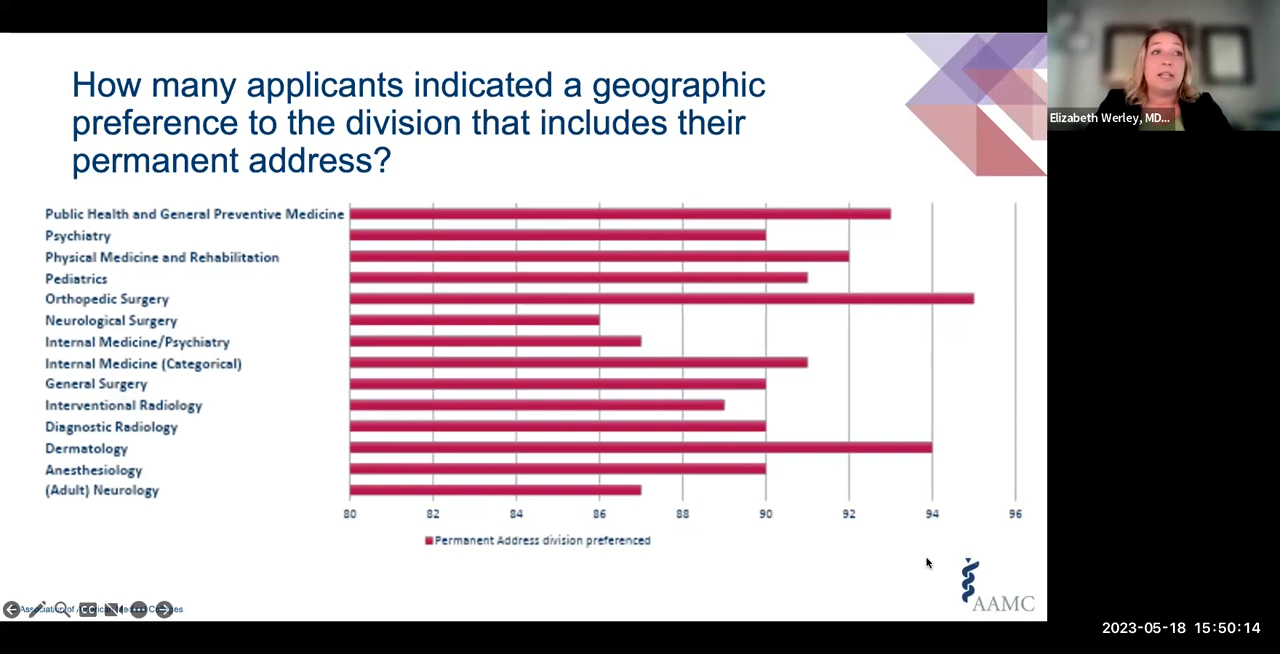 How many applicants indicated a geographic
preference to the division that includes their
permanent address?
Elizabeth Werley, MD...
Public Health and General Preventive Medicine
Psychiatry
Physical Medicine and Rehabilitation
Pediatrics
Orthopedic Surgery
Neurological Surgery
Internal Medicine/Psychiatry
Internal Medicine (Categorical)
General Surgery
Interventional Radiology
Diagnostic Radiology
Dermatology
Anesthesiology
(Adult) Neurology
80 82 84 86 88 90 92 94 96
Permanent Address division preferenced
Association of
AAMC
2023-05-18 15:50:14